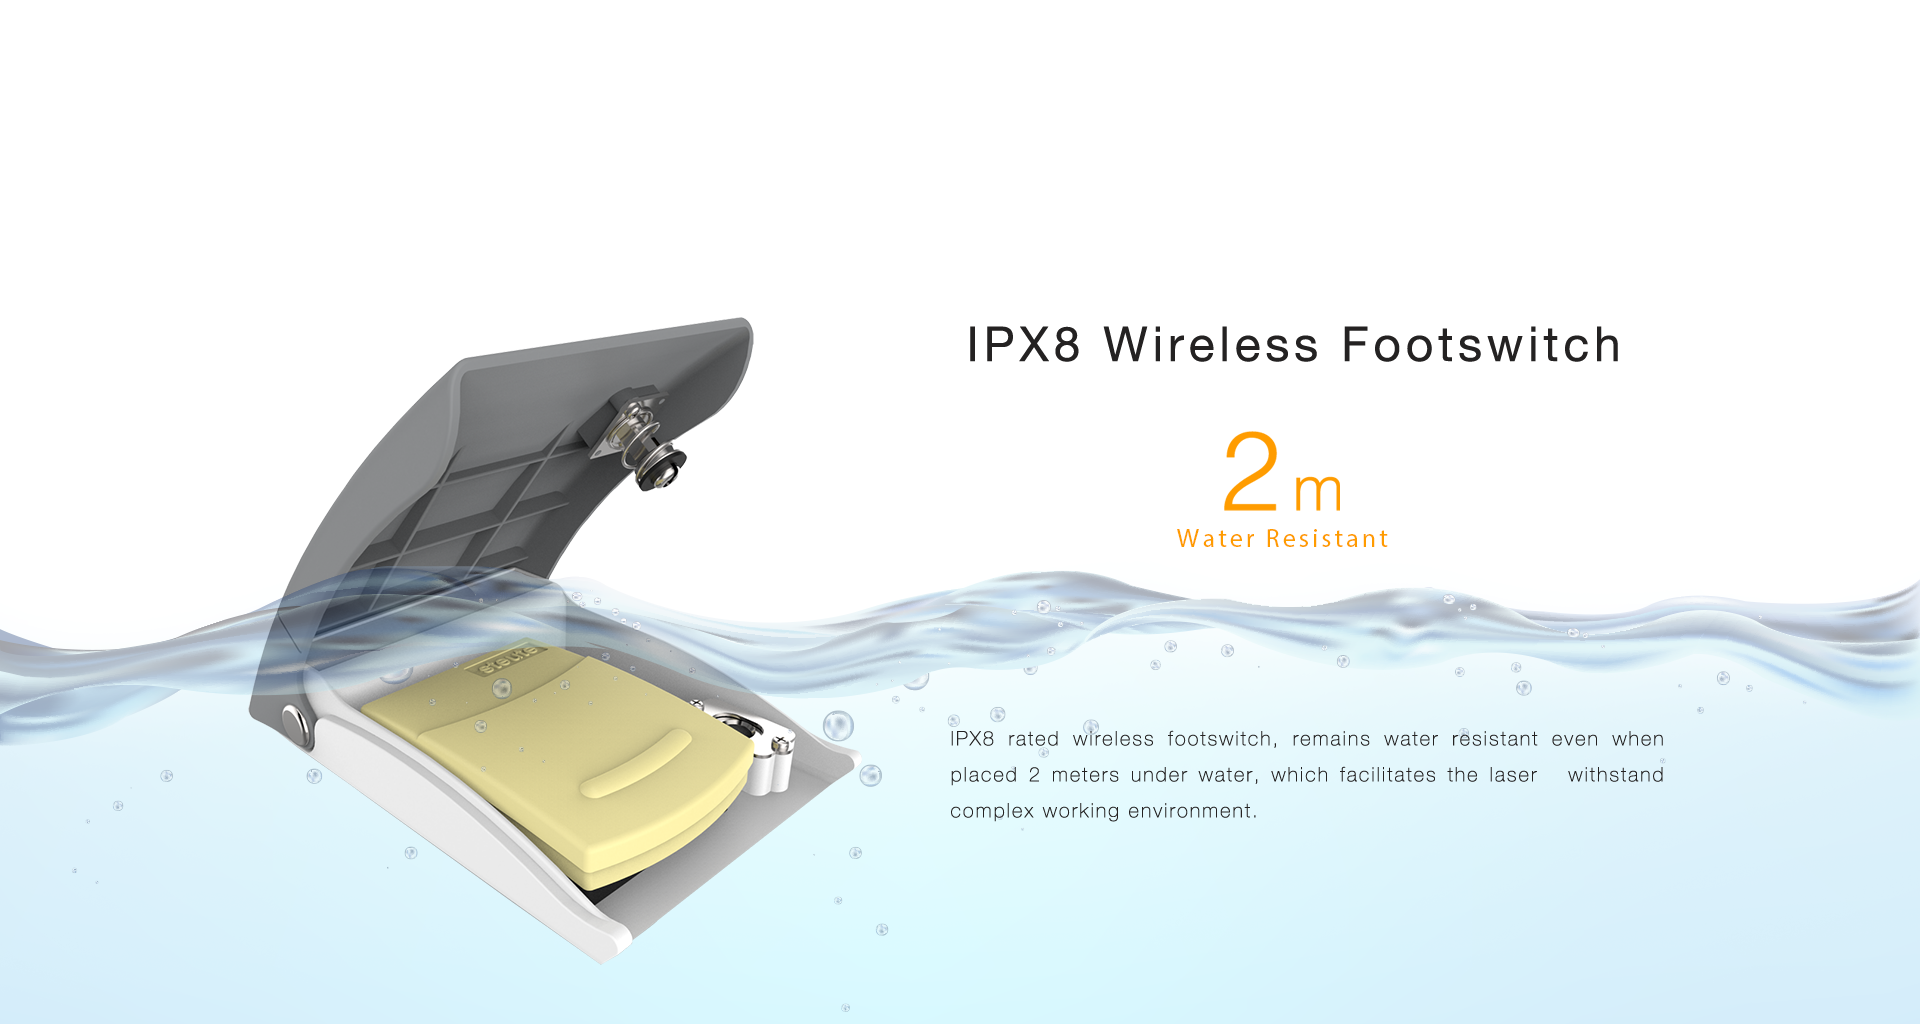 IPX8 Wireless Footswitch
2m
Water Resistant
steute
IPX8 rated wireless footswitch, remains water resistant even when
placed 2 meters under water, which facilitates the laser withstand
complex working environment.